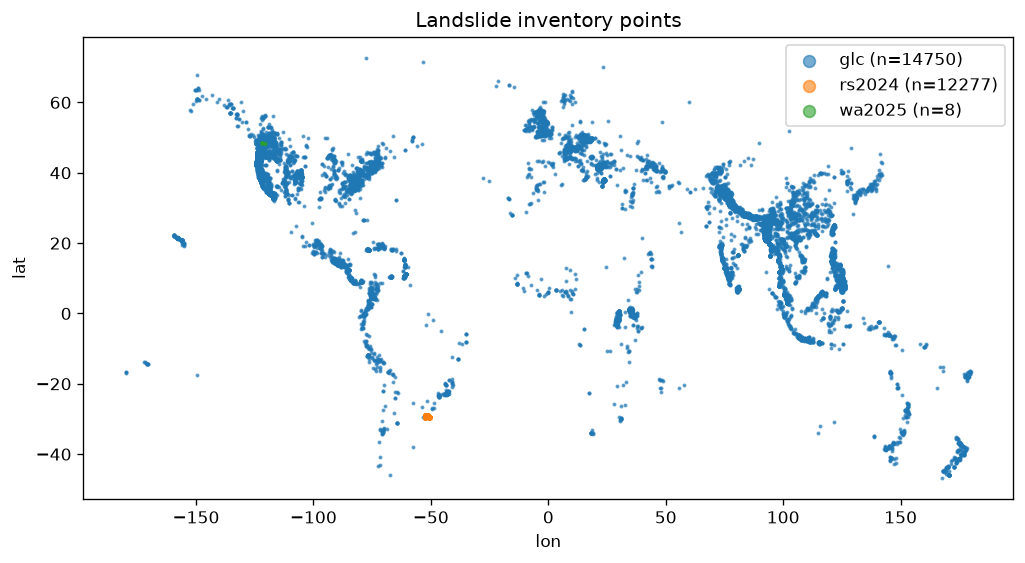 Landslide inventory points
glc (n=14750)
rs2024 (n=12277)
wa2025 (n=8)
lat
60
40
20
0
−20
−40
−150
−100
−50
0
50
100
150
lon